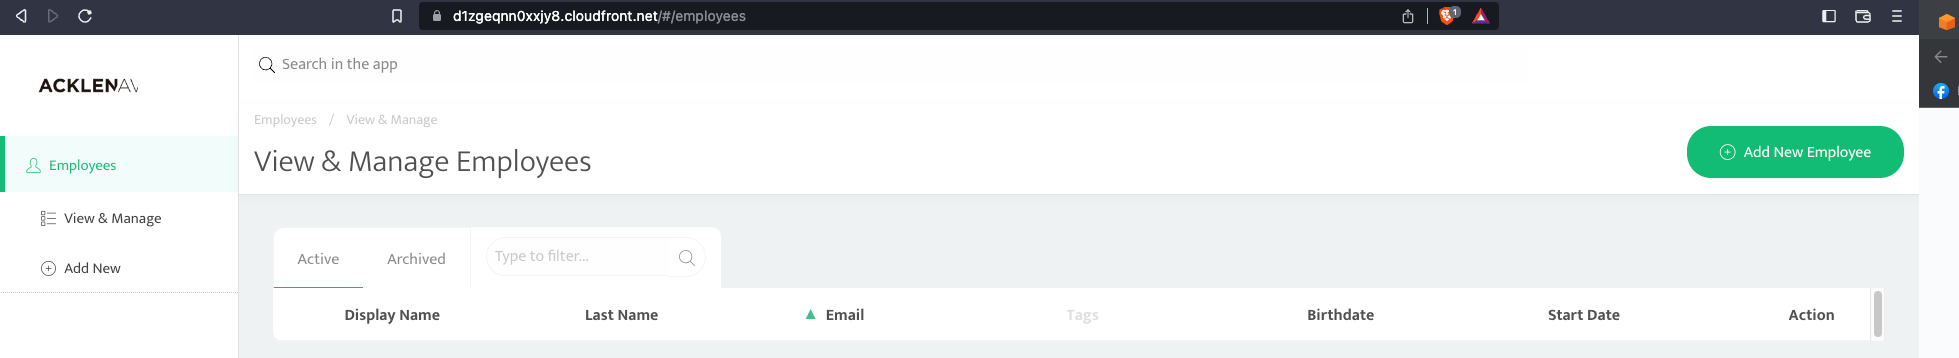 d1zgeqnn0xxjy8.cloudfront.net/#/employees
1
Search in the app
ACKLENAV
Employees / View & Manage
View & Manage Employees
Add New Employee
Employees
View & Manage
Add New
Active Archived Type to filter...
Display Name Last Name Email Tags Birthdate Start Date Action